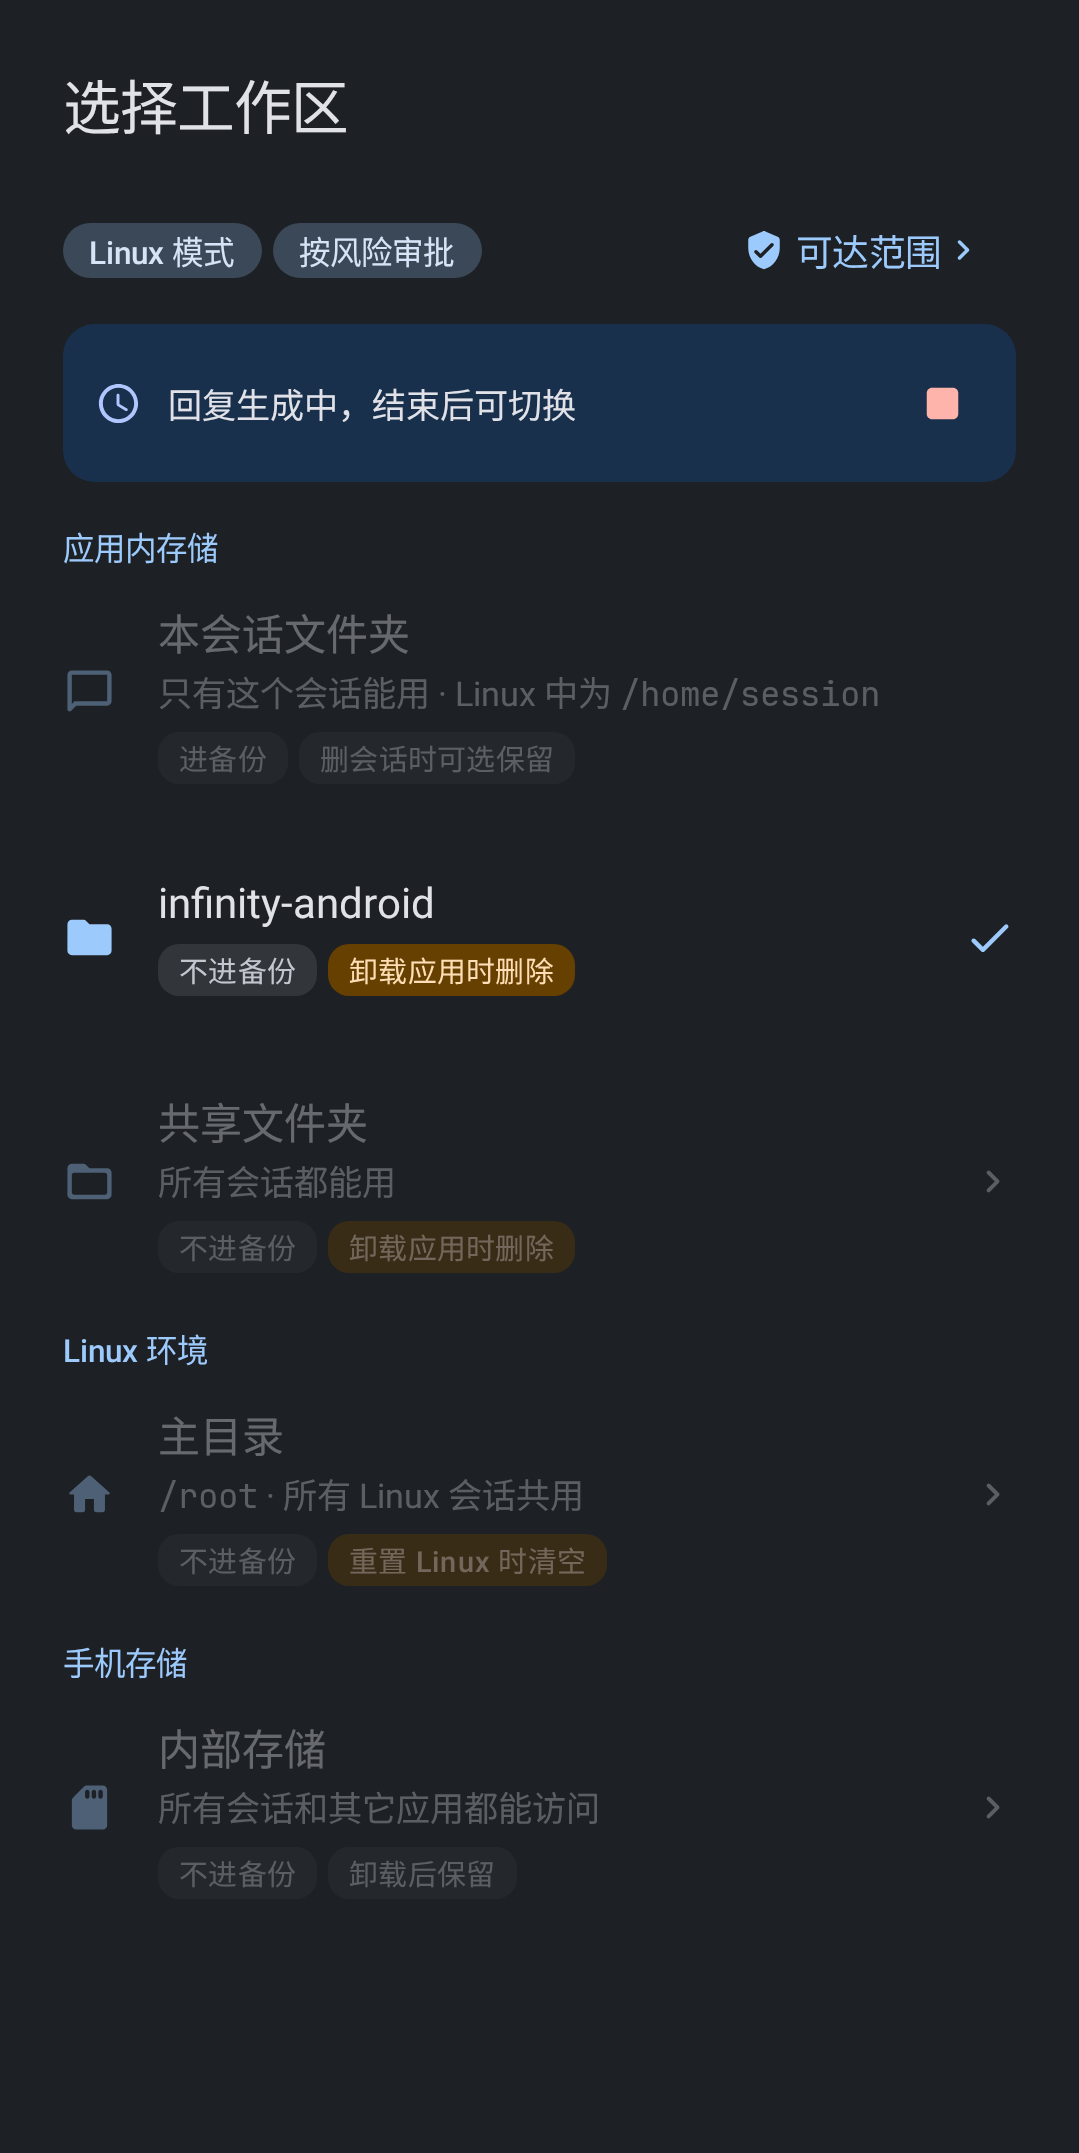 选择工作区
Linux 模式 按风险审批 可达范围
回复生成中，结束后可切换
应用内存储
本会话文件夹
只有这个会话能用 · Linux 中为 /home/session
进备份 删会话时可选保留
infinity-android
不进备份 卸载应用时删除
共享文件夹
所有会话都能用
不进备份 卸载应用时删除
Linux 环境
主目录
/root · 所有 Linux 会话共用
不进备份 重置 Linux 时清空
手机存储
内部存储
所有会话和其它应用都能访问
不进备份 卸载后保留